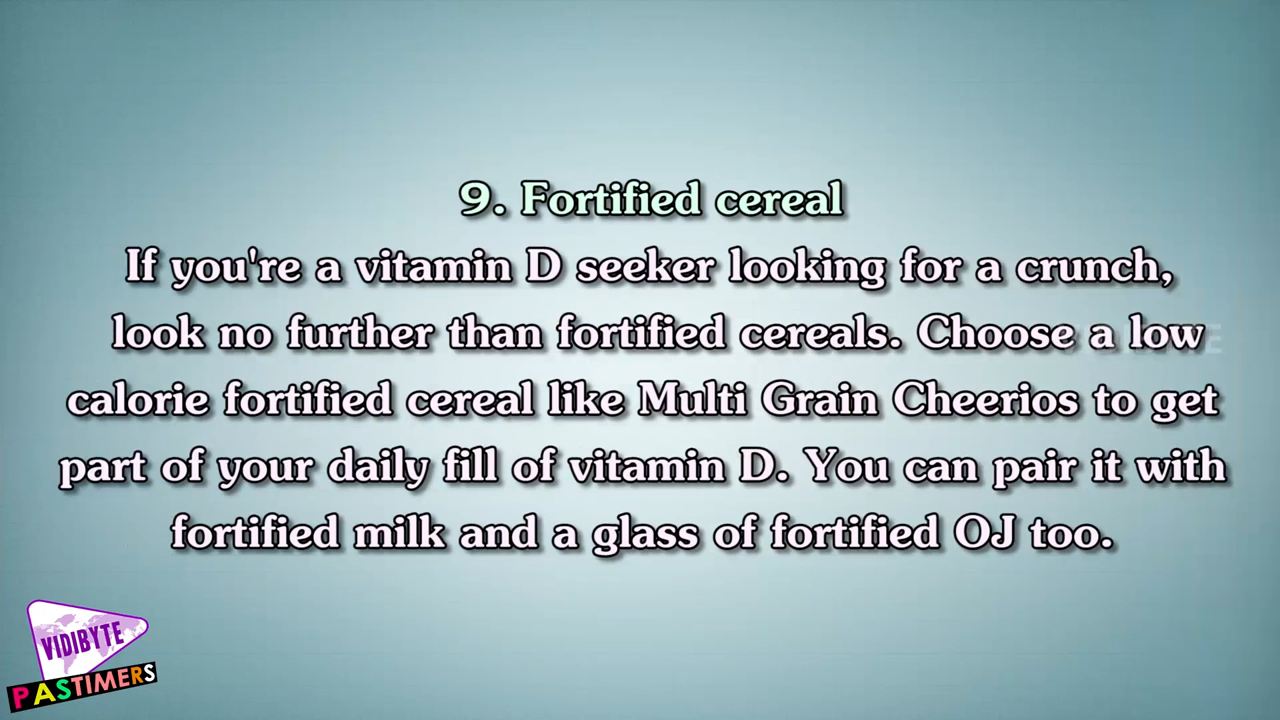 9. Fortified cereal
If you're a vitamin D seeker looking for a crunch,
look no further than fortified cereals. Choose a low
calorie fortified cereal like Multi Grain Cheerios to get
part of your daily fill of vitamin D. You can pair it with
fortified milk and a glass of fortified OJ too.
VIDIBYTE
PASTIMERS